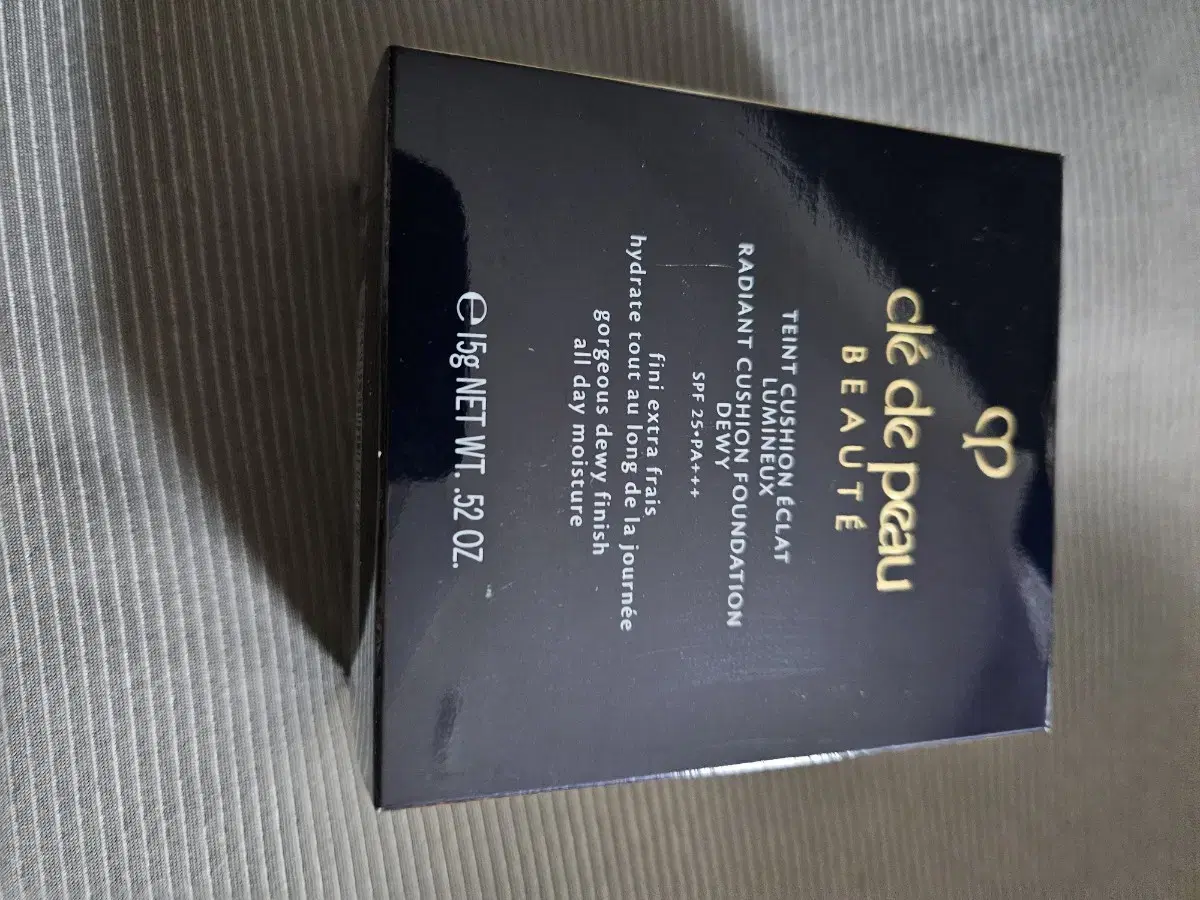 clé de peau
BEAUTÉ
TEINT CUSHION ÉCLAT
LUMINEUX
RADIANT CUSHION FOUNDATION
DEWY
SPF 25•PA+++
fini extra frais,
hydrate tout au long de la journée
gorgeous dewy finish
all day moisture
℮15g NET WT. .52 OZ.